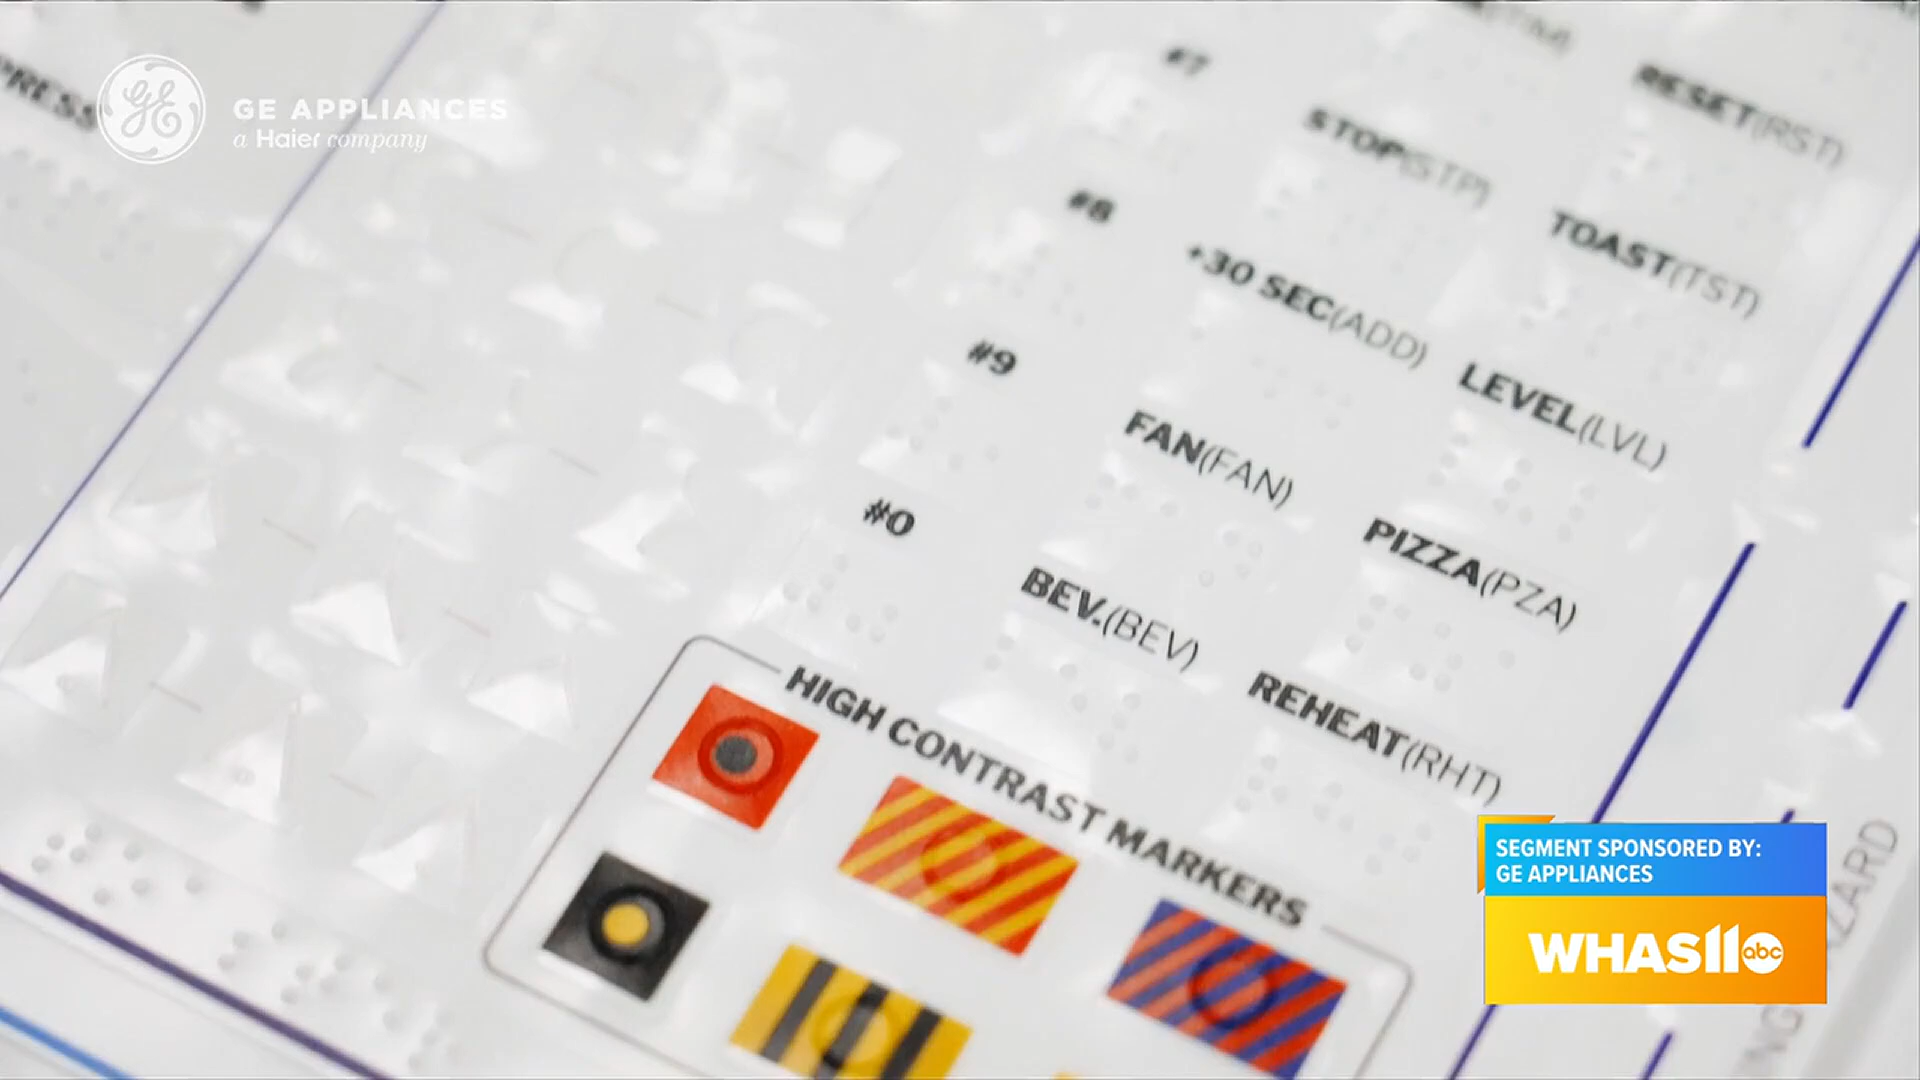 PRESS
GE APPLIANCES
a Haier company
#7
RESET(RST)
STOP(STP)
#8
TOAST(TST)
+30 SEC(ADD)
#9
LEVEL(LVL)
FAN(FAN)
#0
PIZZA(PZA)
BEV.(BEV)
REHEAT(RHT)
HIGH CONTRAST MARKERS
SEGMENT SPONSORED BY:
GE APPLIANCES
WHAS11 abc